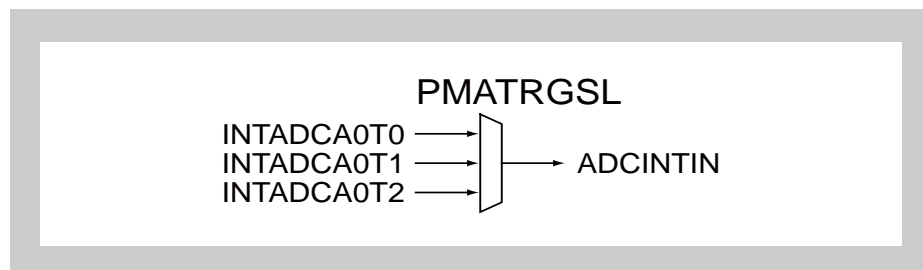 PMATRGSL
INTADCA0T0
INTADCA0T1
ADCINTIN
INTADCA0T2